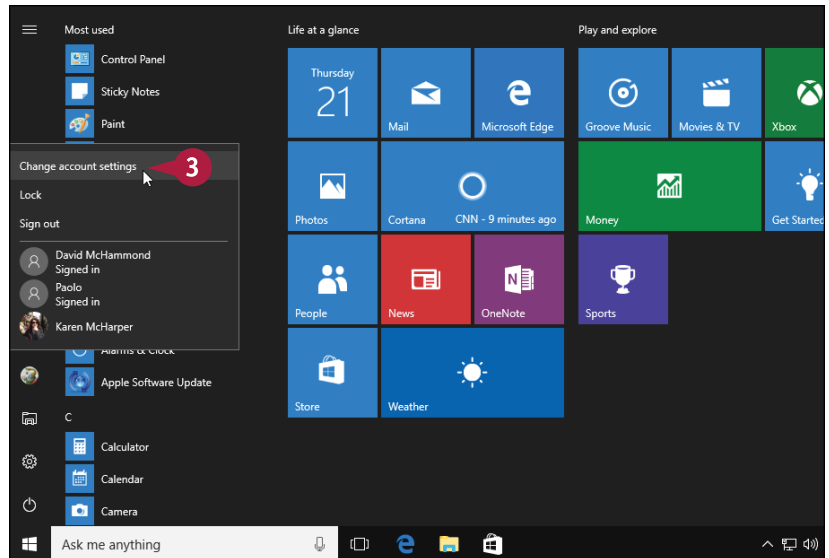 Most used
Control Panel
Sticky Notes
Paint
Change account settings
3
Lock
Sign out
David McHammond
Signed in
Paolo
Signed in
Karen McHarper
Alarms & Clock
Apple Software Update
C
Calculator
Calendar
Camera
Life at a glance
Thursday
21
Mail
Microsoft Edge
Photos
Cortana
CNN - 9 minutes ago
People
News
OneNote
N
Store
Weather
Play and explore
Groove Music
Movies & TV
Xbox
Money
Get Started
Sports
Ask me anything